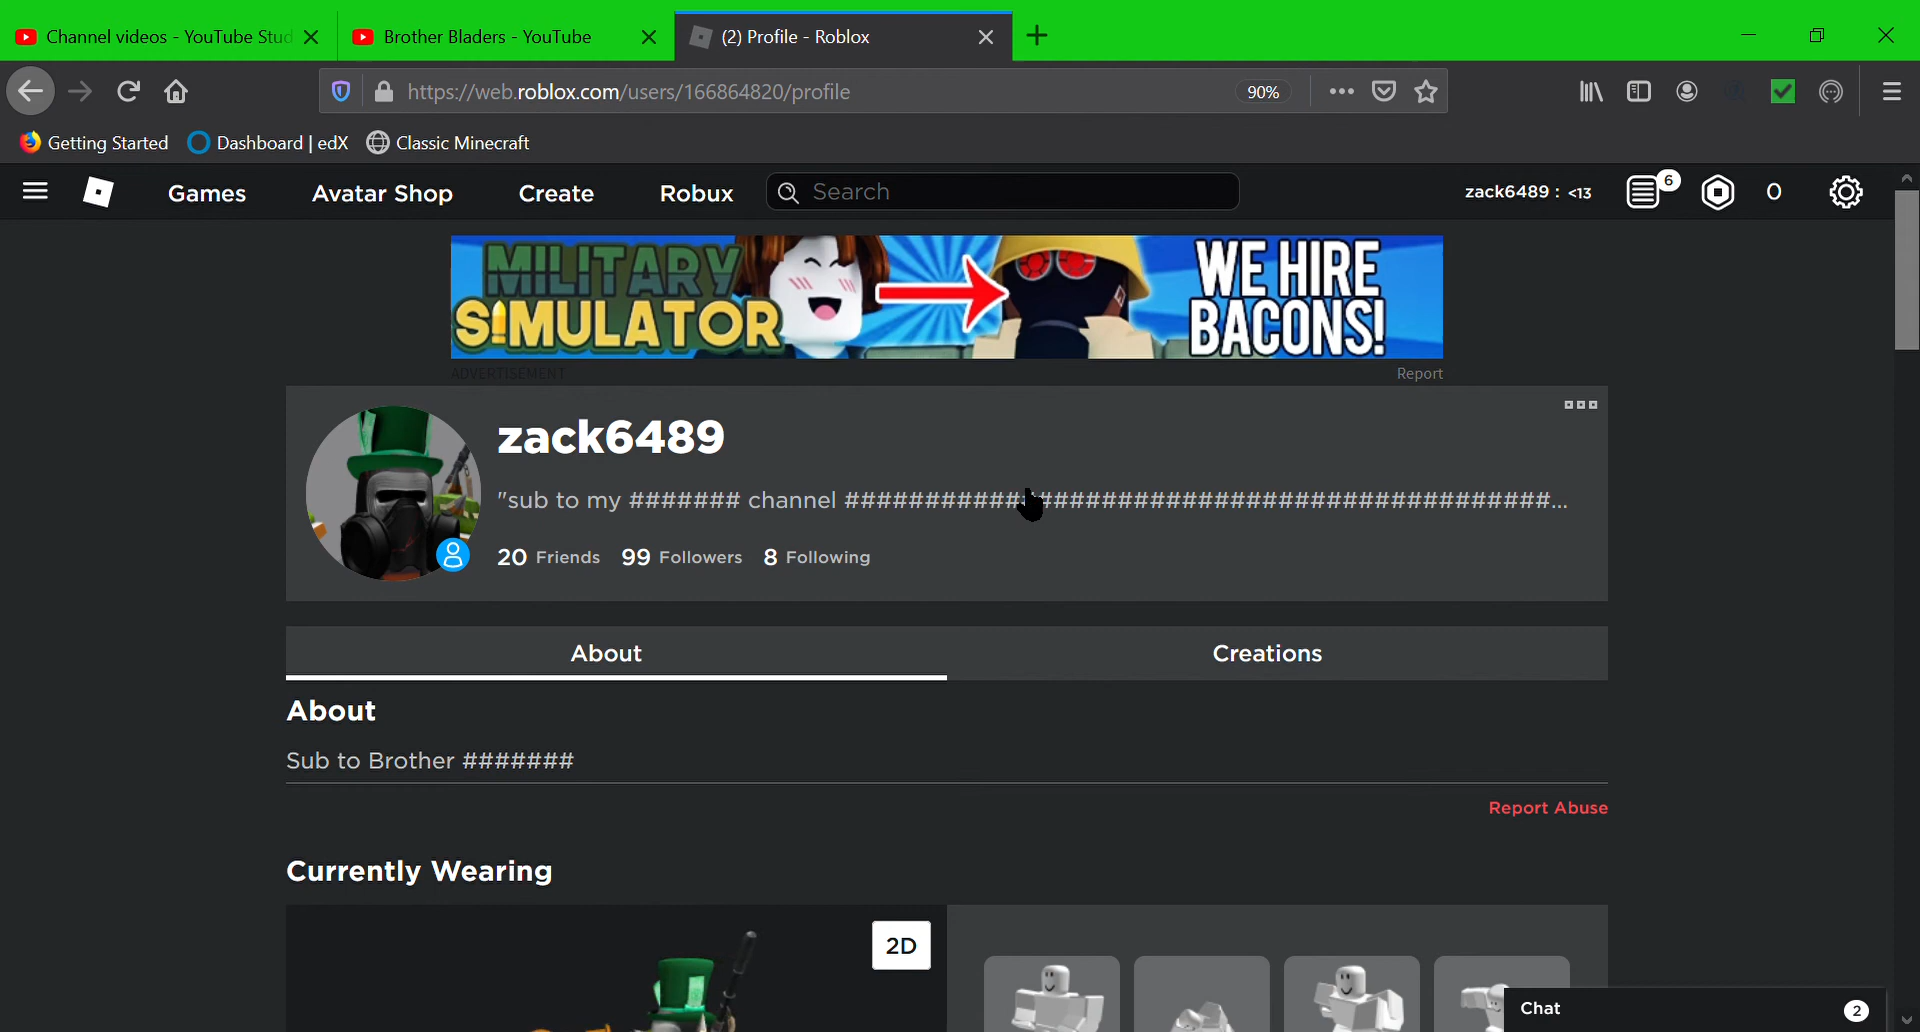 Channel videos - YouTube Stud
Brother Bladers - YouTube
(2) Profile - Roblox
https://web.roblox.com/users/166864820/profile
90%
Getting Started
Dashboard | edX
Classic Minecraft
Games
Avatar Shop
Create
Robux
Search
zack6489 : <13
6
0
MILITARY
SIMULATOR
WE HIRE
BACONS!
ADVERTISEMENT
Report
zack6489
"sub to my ####### channel ############################################...
20 Friends
99 Followers
8 Following
About
Creations
About
Sub to Brother #######
Report Abuse
Currently Wearing
2D
Chat
2